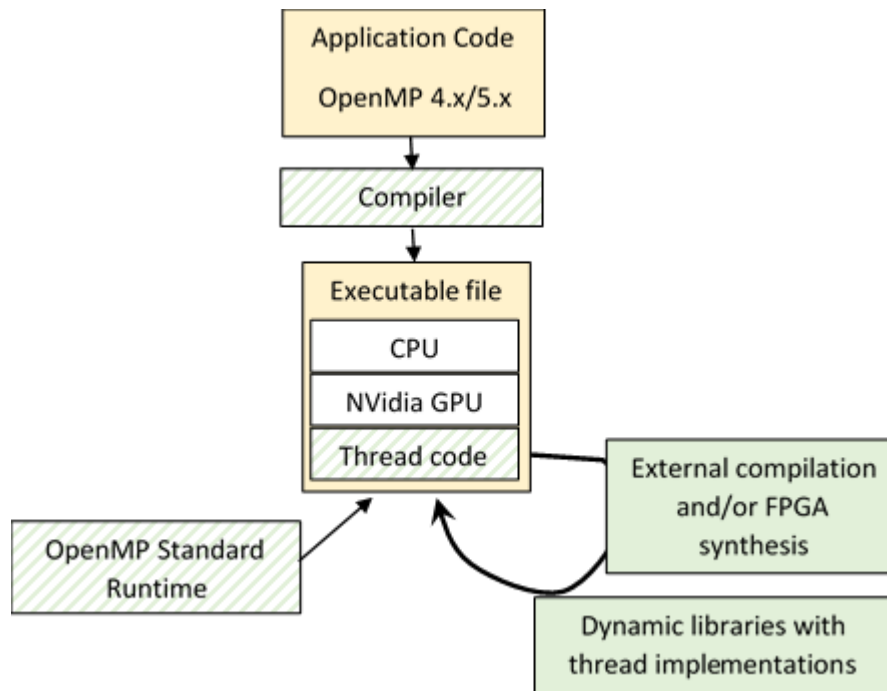 Application Code
OpenMP 4.x/5.x
Compiler
Executable file
CPU
NVidia GPU
Thread code
External compilation
and/or FPGA
synthesis
OpenMP Standard
Runtime
Dynamic libraries with
thread implementations